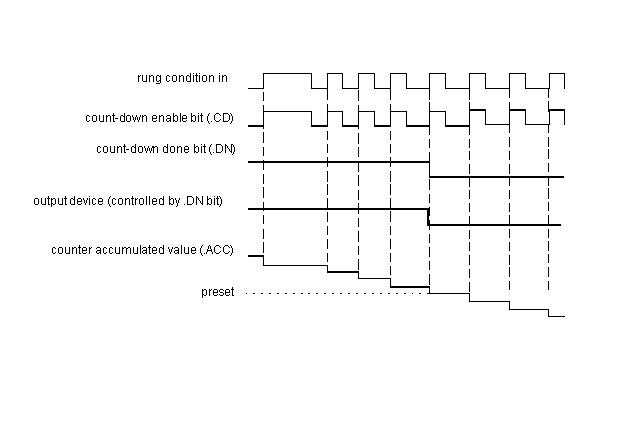 rung condition in
count-down enable bit (.CD)
count-down done bit (.DN)
output device (controlled by .DN bit)
counter accumulated value (.ACC)
preset